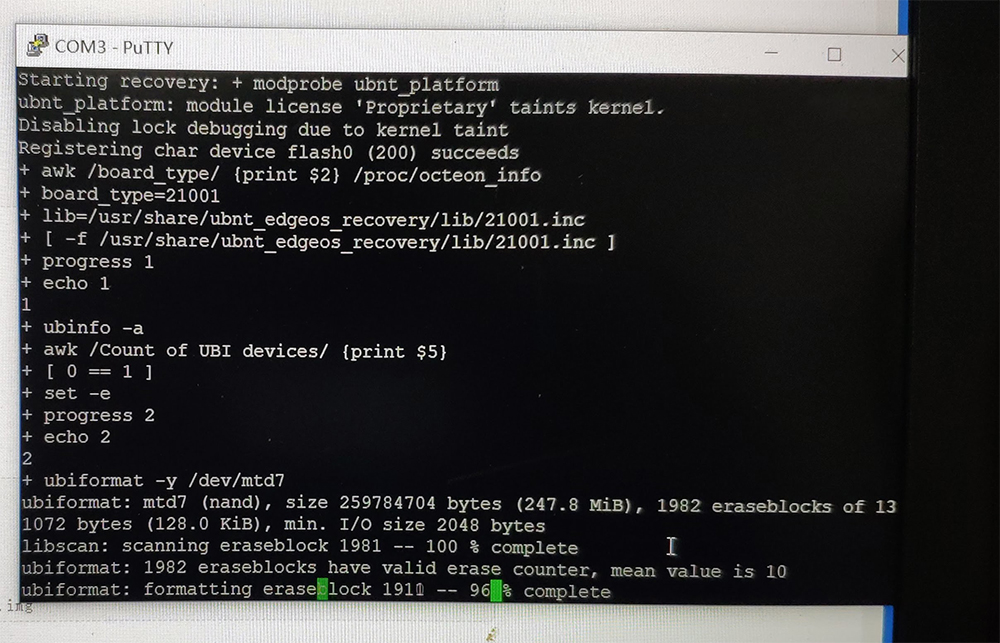 COM3 - PuTTY
Starting recovery: + modprobe ubnt_platform
ubnt_platform: module license 'Proprietary' taints kernel.
Disabling lock debugging due to kernel taint
Registering char device flash0 (200) succeeds
+ awk /board_type/ {print $2} /proc/octeon_info
+ board_type=21001
+ lib=/usr/share/ubnt_edgeos_recovery/lib/21001.inc
+ [ -f /usr/share/ubnt_edgeos_recovery/lib/21001.inc ]
+ progress 1
+ echo 1
1
+ ubinfo -a
+ awk /Count of UBI devices/ {print $5}
+ [ 0 == 1 ]
+ set -e
+ progress 2
+ echo 2
2
+ ubiformat -y /dev/mtd7
ubiformat: mtd7 (nand), size 259784704 bytes (247.8 MiB), 1982 eraseblocks of 13
1072 bytes (128.0 KiB), min. I/O size 2048 bytes
libscan: scanning eraseblock 1981 -- 100 % complete
ubiformat: 1982 eraseblocks have valid erase counter, mean value is 10
ubiformat: formatting eraseblock -- 96 % complete
.img